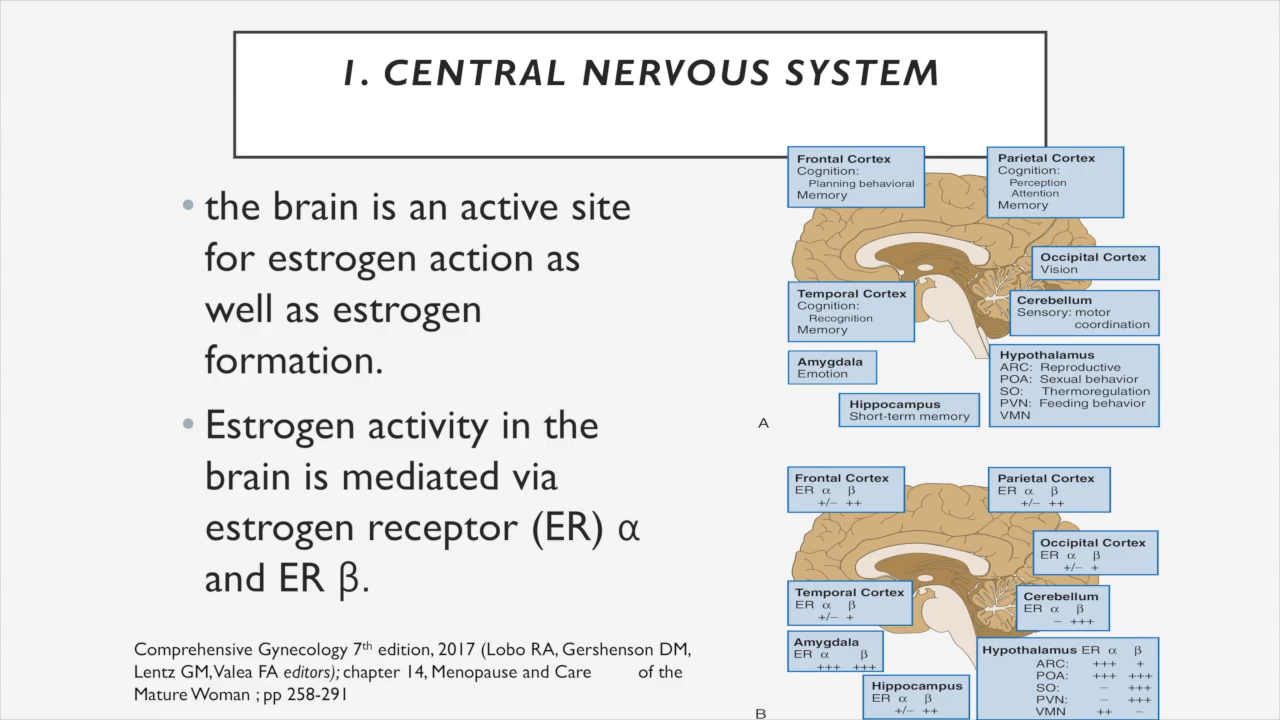 1. CENTRAL NERVOUS SYSTEM
• the brain is an active site
for estrogen action as
well as estrogen
formation.
• Estrogen activity in the
brain is mediated via
estrogen receptor (ER) α
and ER β.
Comprehensive Gynecology 7th edition, 2017 (Lobo RA, Gershenson DM,
Lentz GM, Valea FA editors); chapter 14, Menopause and Care of the
Mature Woman ; pp 258-291
Frontal Cortex
Cognition:
Planning behavioral
Memory
Parietal Cortex
Cognition:
Perception
Attention
Memory
Occipital Cortex
Vision
Temporal Cortex
Cognition:
Recognition
Memory
Cerebellum
Sensory: motor
coordination
Amygdala
Emotion
Hippocampus
Short-term memory
Hypothalamus
ARC: Reproductive
POA: Sexual behavior
SO: Thermoregulation
PVN: Feeding behavior
VMN
A
Frontal Cortex
ER α β
+/− ++
Parietal Cortex
ER α β
+/− ++
Occipital Cortex
ER α β
+/− +
Temporal Cortex
ER α β
+/− +
Cerebellum
ER α β
− +++
Amygdala
ER α β
+++ +++
Hippocampus
ER α β
+/− ++
Hypothalamus ER α β
ARC: +++ +
POA: +++ +++
SO: − +++
PVN: − +++
VMN ++ −
B